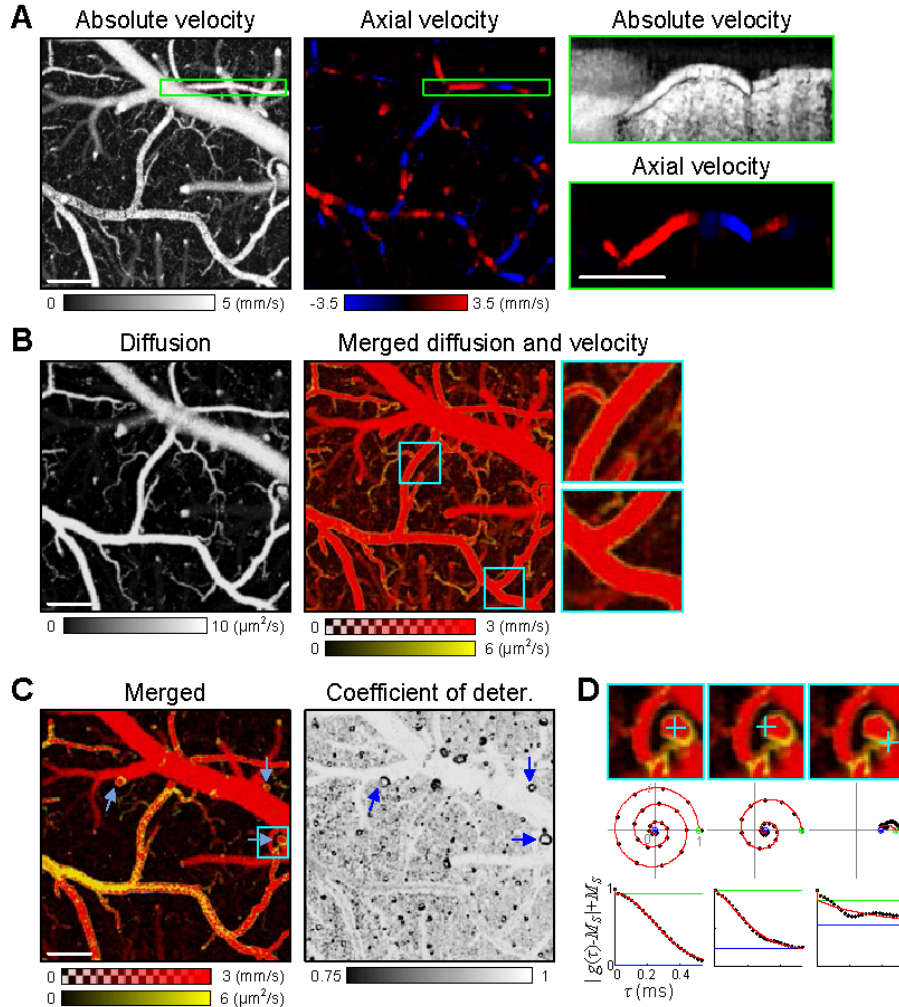 A
Absolute velocity
Axial velocity
Absolute velocity
Axial velocity
0 5 (mm/s)
-3.5 3.5 (mm/s)
B
Diffusion
Merged diffusion and velocity
0 10 (µm²/s)
0 3 (mm/s)
0 6 (µm²/s)
C
Merged
Coefficient of deter.
0 3 (mm/s)
0 6 (µm²/s)
0.75 1
D
0 1
|g(τ)-M_S|+M_S
1
0
0 0.2 0.4
τ (ms)